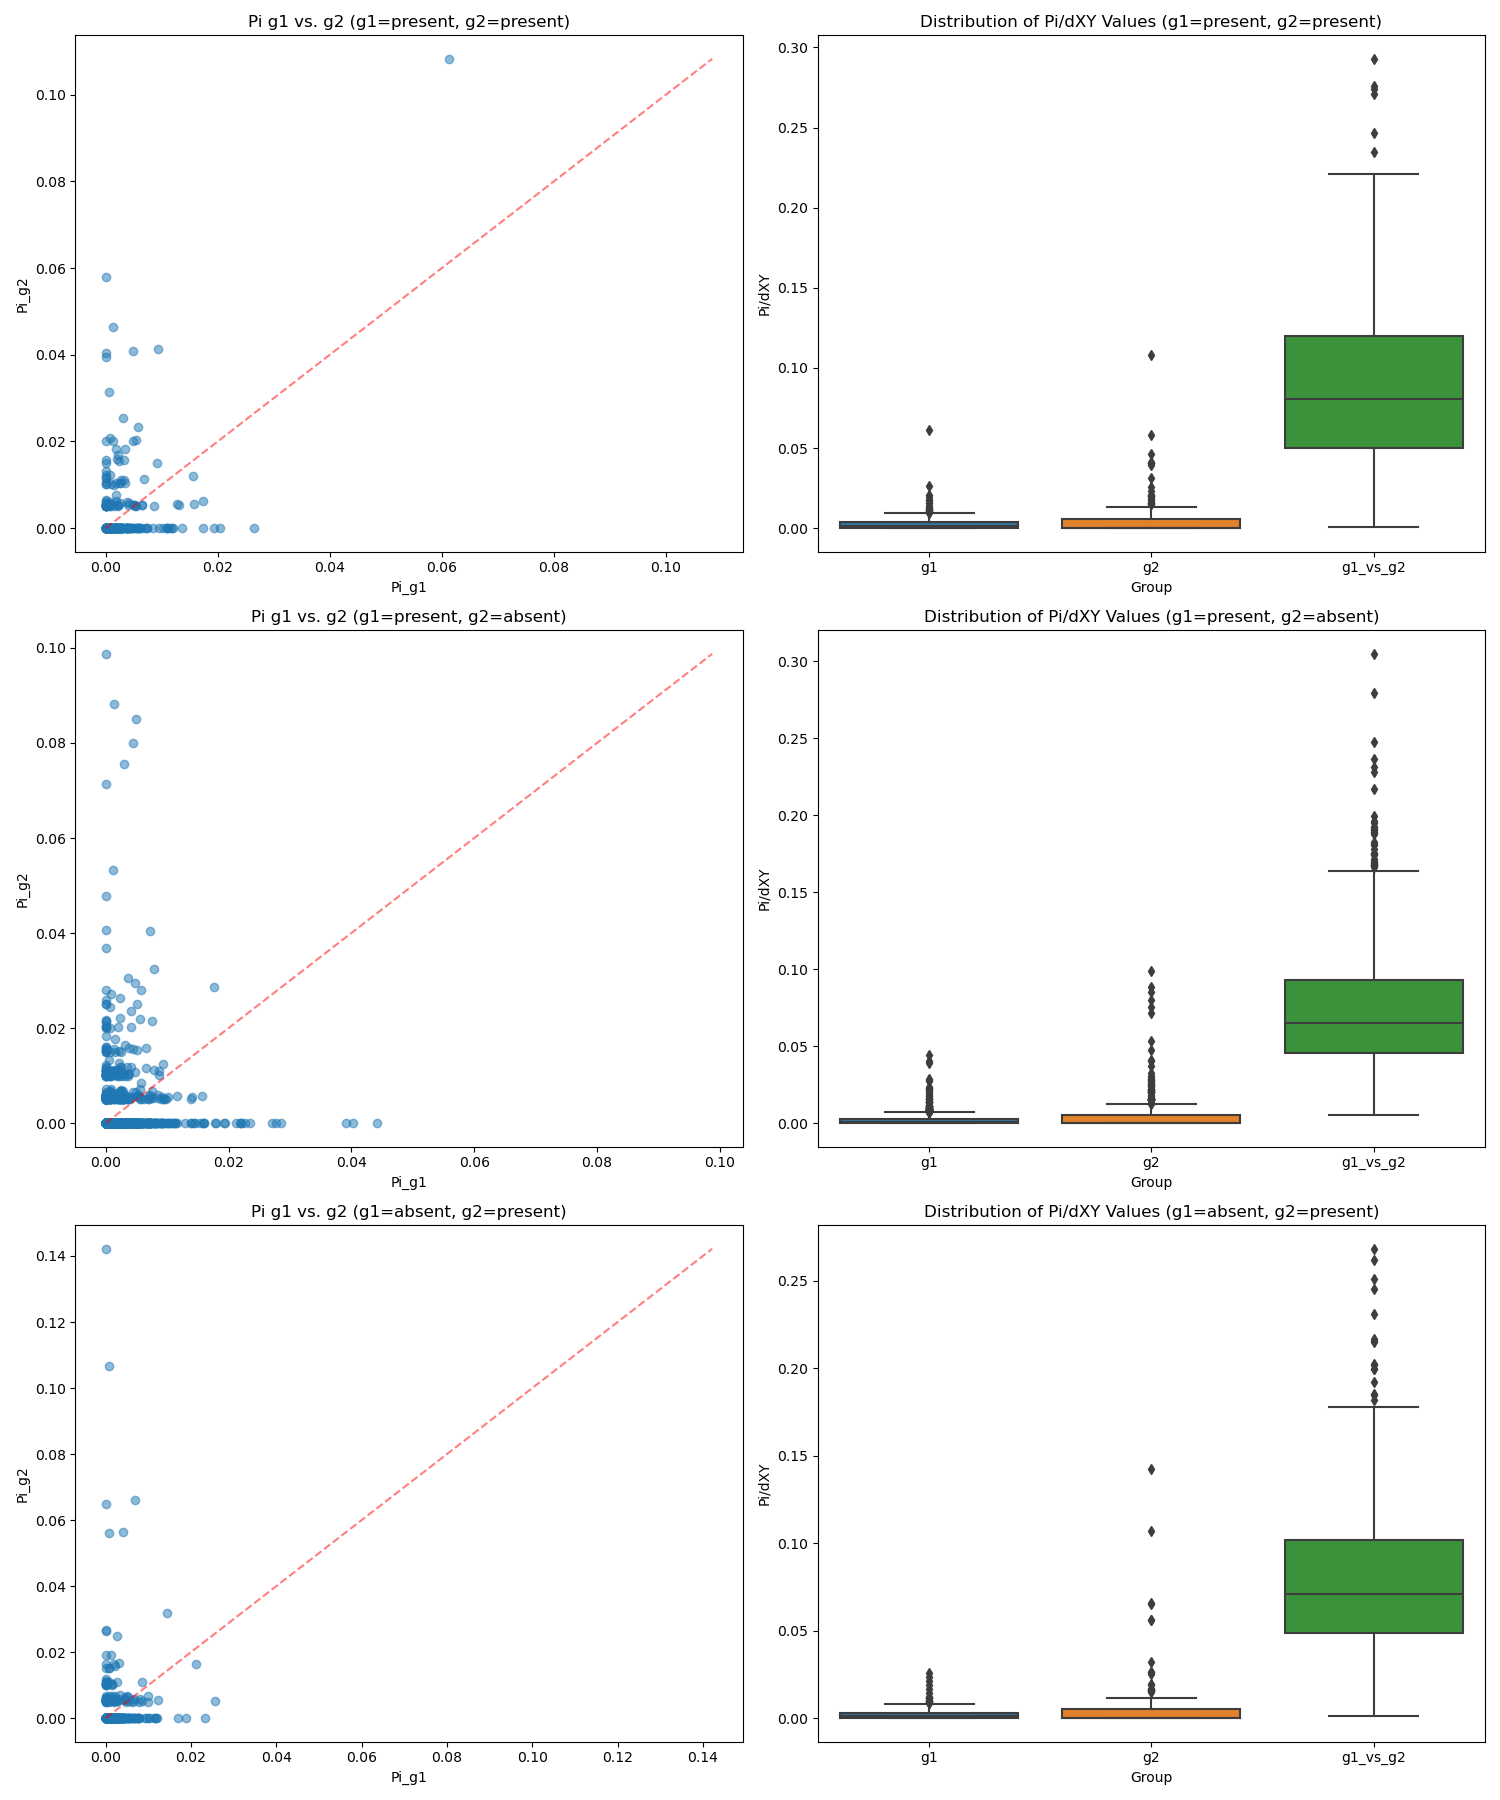 Pi g1 vs. g2 (g1=present, g2=present)
Pi_g2
0.10
0.08
0.06
0.04
0.02
0.00
0.00 0.02 0.04 0.06 0.08 0.10
Pi_g1
Distribution of Pi/dXY Values (g1=present, g2=present)
Pi/dXY
0.30
0.25
0.20
0.15
0.10
0.05
0.00
g1 g2 g1_vs_g2
Group
Pi g1 vs. g2 (g1=present, g2=absent)
Pi_g2
0.10
0.08
0.06
0.04
0.02
0.00
0.00 0.02 0.04 0.06 0.08 0.10
Pi_g1
Distribution of Pi/dXY Values (g1=present, g2=absent)
Pi/dXY
0.30
0.25
0.20
0.15
0.10
0.05
0.00
g1 g2 g1_vs_g2
Group
Pi g1 vs. g2 (g1=absent, g2=present)
Pi_g2
0.14
0.12
0.10
0.08
0.06
0.04
0.02
0.00
0.00 0.02 0.04 0.06 0.08 0.10 0.12 0.14
Pi_g1
Distribution of Pi/dXY Values (g1=absent, g2=present)
Pi/dXY
0.25
0.20
0.15
0.10
0.05
0.00
g1 g2 g1_vs_g2
Group